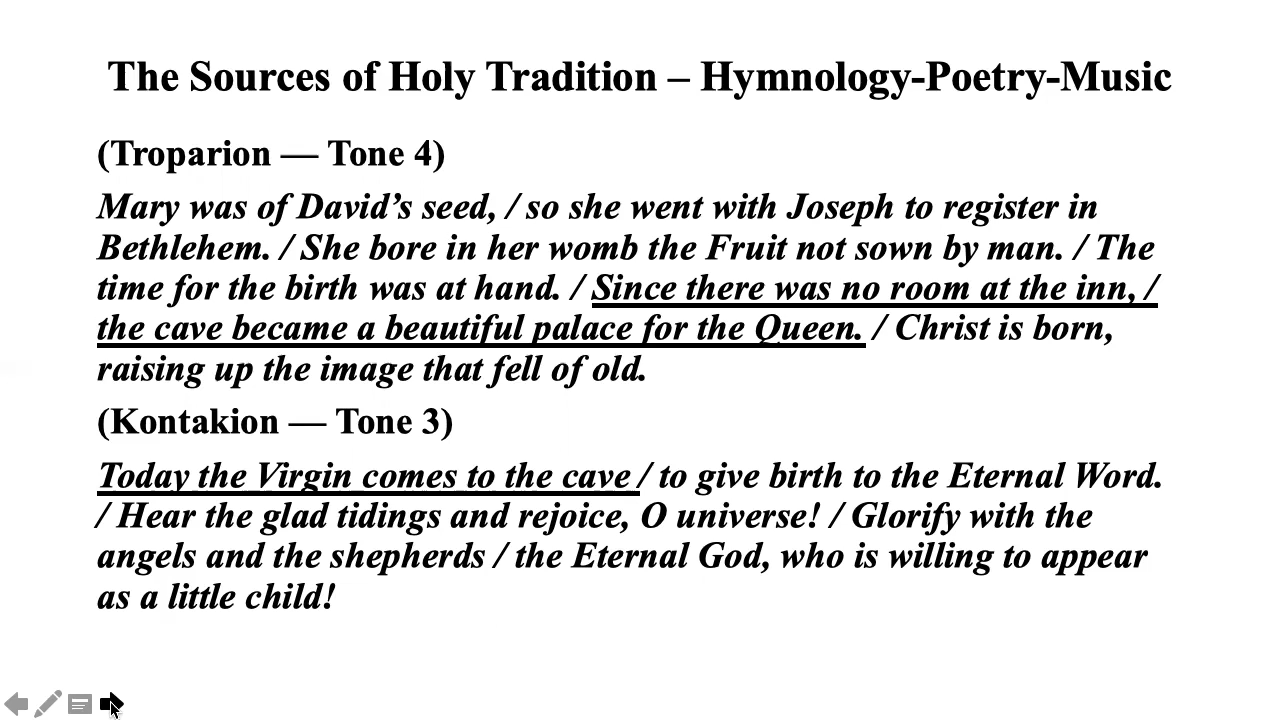 The Sources of Holy Tradition – Hymnology-Poetry-Music
(Troparion — Tone 4)
Mary was of David’s seed, / so she went with Joseph to register in
Bethlehem. / She bore in her womb the Fruit not sown by man. / The
time for the birth was at hand. / Since there was no room at the inn, /
the cave became a beautiful palace for the Queen. / Christ is born,
raising up the image that fell of old.
(Kontakion — Tone 3)
Today the Virgin comes to the cave / to give birth to the Eternal Word.
/ Hear the glad tidings and rejoice, O universe! / Glorify with the
angels and the shepherds / the Eternal God, who is willing to appear
as a little child!